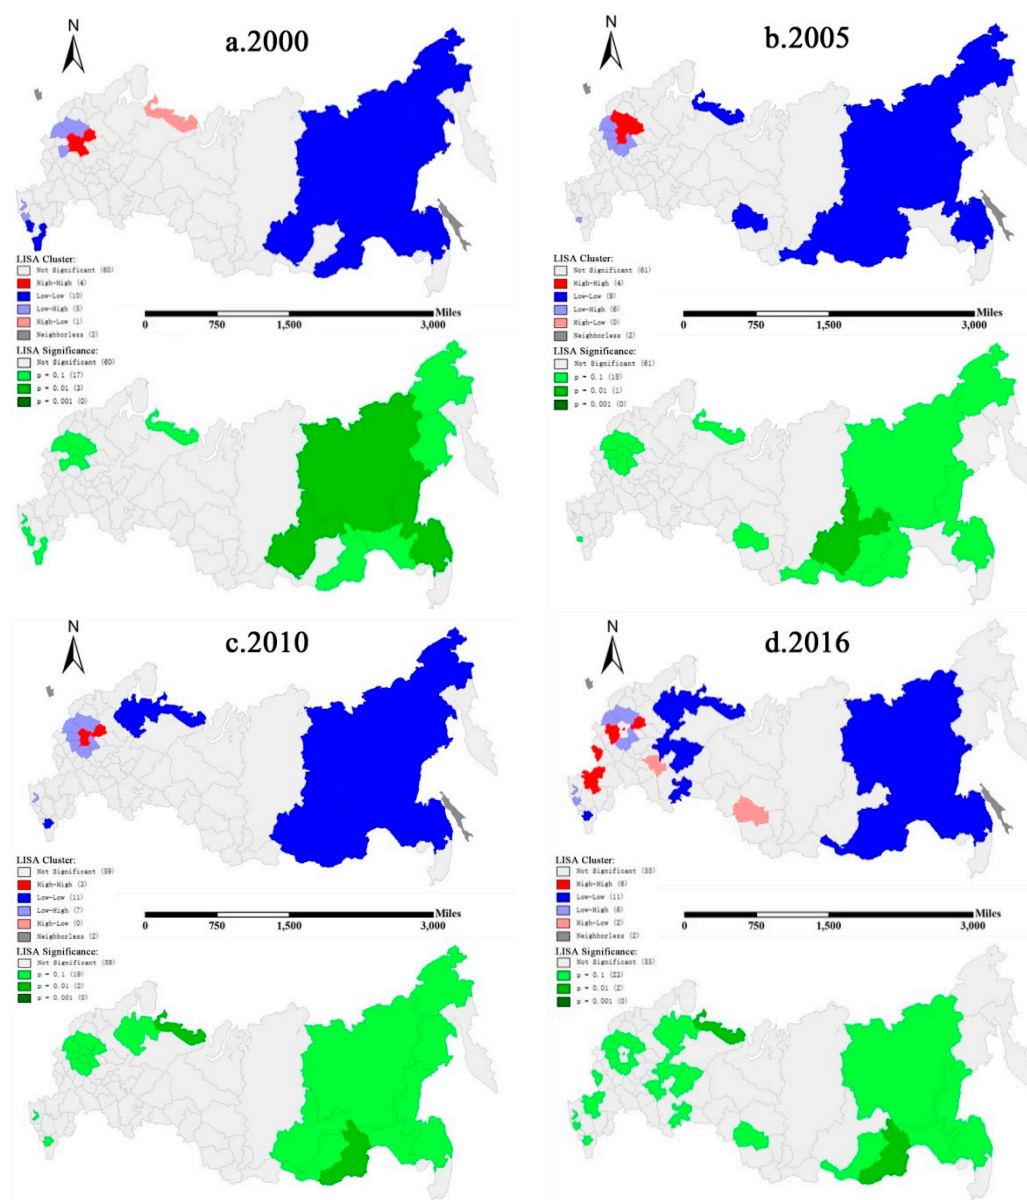 N
a.2000
LISA Cluster:
Not Significant (60)
High-High (4)
Low-Low (10)
Low-High (5)
High-Low (1)
Neighborless (2)
Miles
0 750 1,500 3,000
LISA Significance:
Not Significant (60)
p = 0.1 (17)
p = 0.01 (3)
p = 0.001 (0)
N
b.2005
LISA Cluster:
Not Significant (61)
High-High (4)
Low-Low (9)
Low-High (6)
High-Low (0)
Neighborless (2)
Miles
0 750 1,500 3,000
LISA Significance:
Not Significant (61)
p = 0.1 (18)
p = 0.01 (1)
p = 0.001 (0)
N
c.2010
LISA Cluster:
Not Significant (59)
High-High (3)
Low-Low (11)
Low-High (7)
High-Low (0)
Neighborless (2)
Miles
0 750 1,500 3,000
LISA Significance:
Not Significant (59)
p = 0.1 (19)
p = 0.01 (2)
p = 0.001 (0)
N
d.2016
LISA Cluster:
Not Significant (55)
High-High (6)
Low-Low (11)
Low-High (6)
High-Low (2)
Neighborless (2)
Miles
0 750 1,500 3,000
LISA Significance:
Not Significant (55)
p = 0.1 (23)
p = 0.01 (2)
p = 0.001 (0)